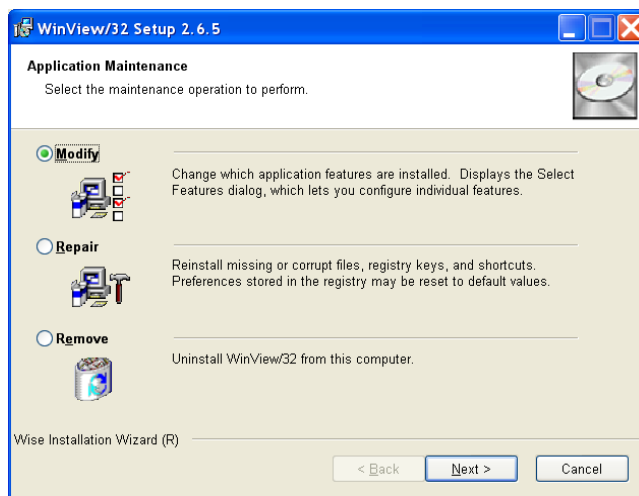 WinView/32 Setup 2.6.5
Application Maintenance
Select the maintenance operation to perform.
Modify
Change which application features are installed. Displays the Select
Features dialog, which lets you configure individual features.
Repair
Reinstall missing or corrupt files, registry keys, and shortcuts.
Preferences stored in the registry may be reset to default values.
Remove
Uninstall WinView/32 from this computer.
Wise Installation Wizard (R)
< Back Next > Cancel